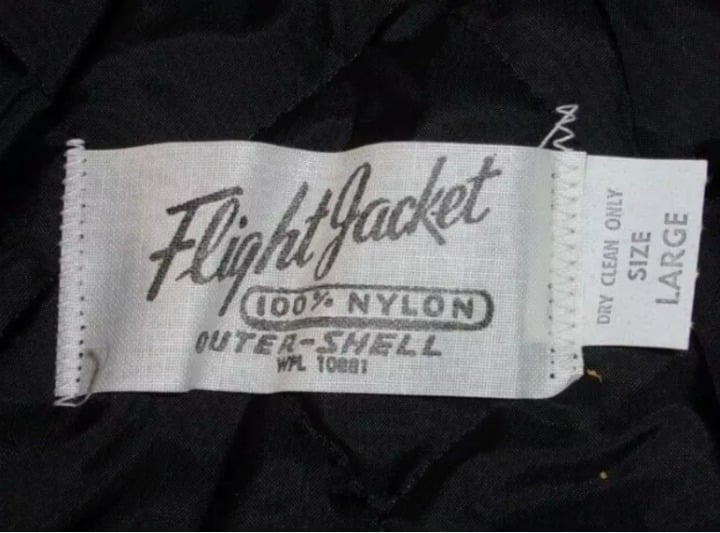 Flight Jacket
100% NYLON
OUTER-SHELL
WPL 10881
DRY CLEAN ONLY
SIZE
LARGE